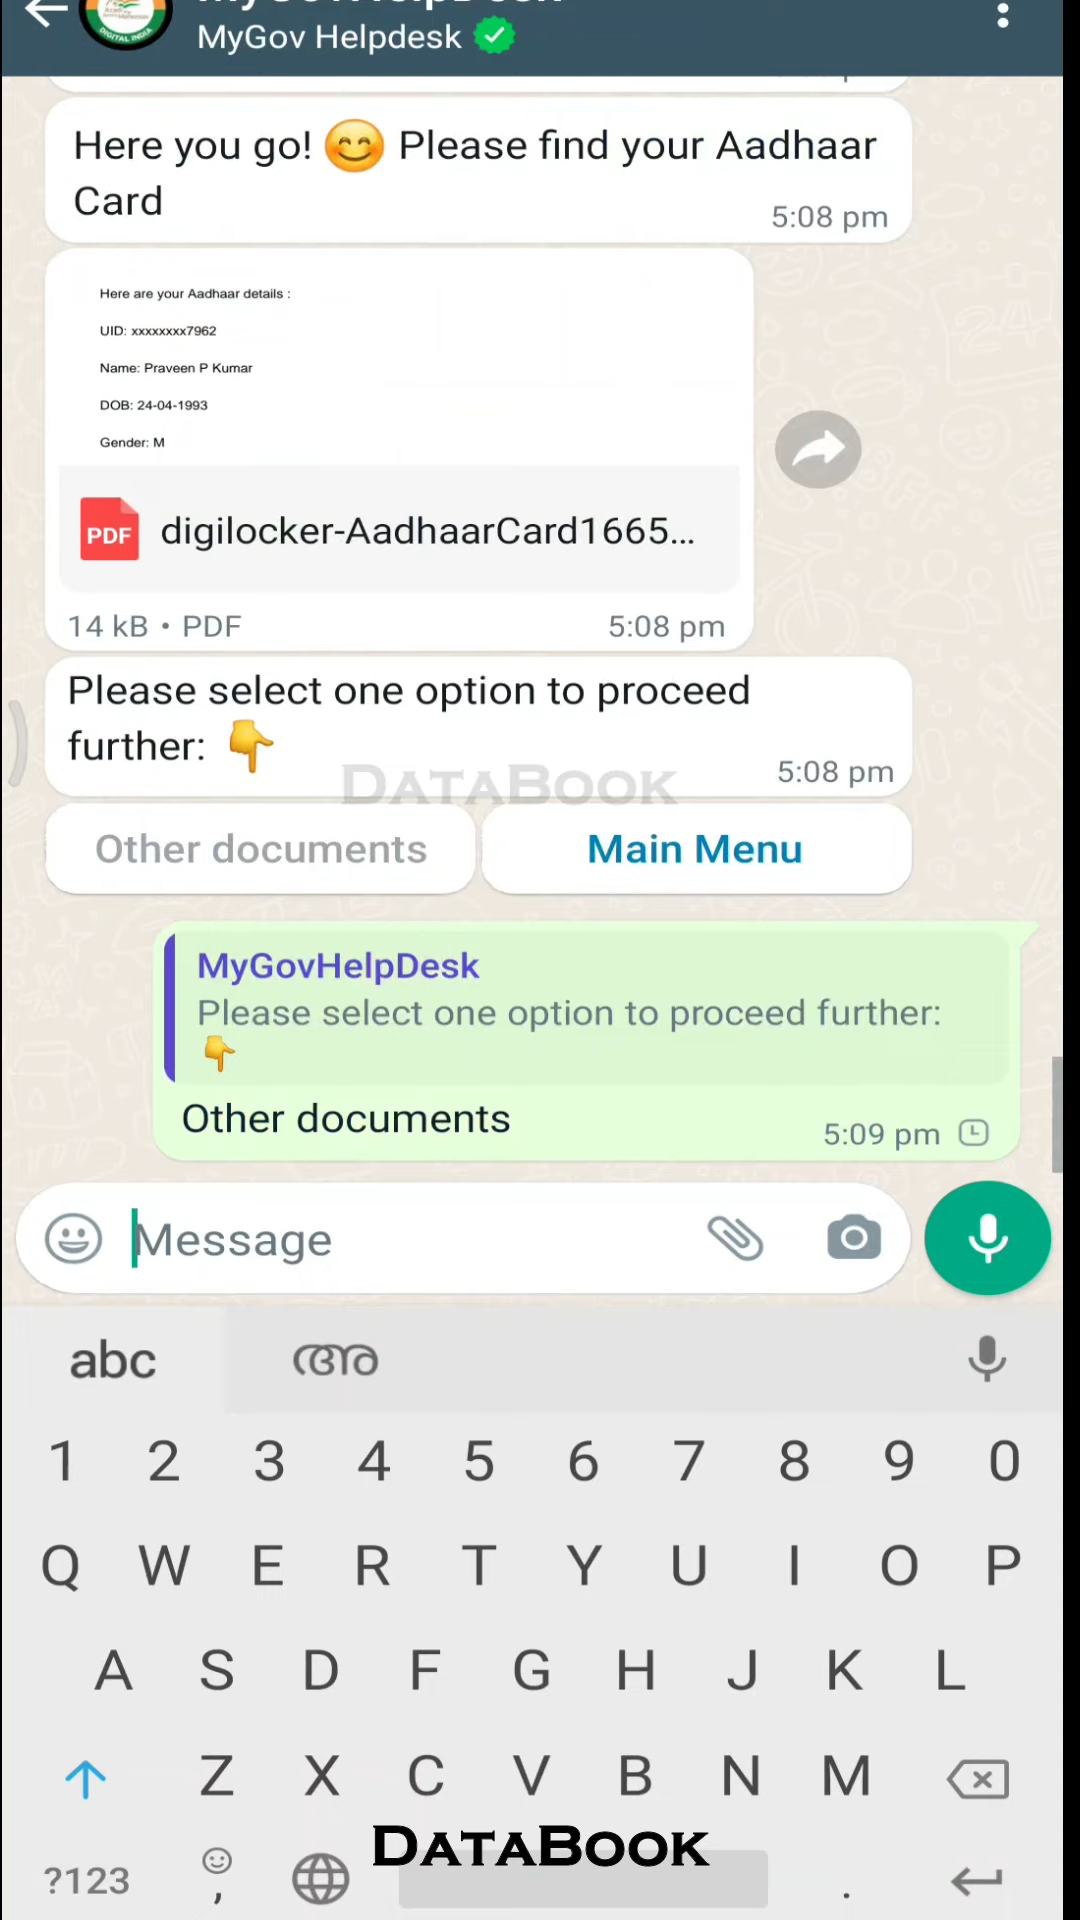 MyGov Helpdesk
DIGITAL INDIA
Here you go! 😊 Please find your Aadhaar
Card
5:08 pm
Here are your Aadhaar details :
UID: xxxxxxxx7962
Name: Praveen P Kumar
DOB: 24-04-1993
Gender: M
PDF
digilocker-AadhaarCard1665...
14 kB • PDF
5:08 pm
Please select one option to proceed
further: 👇
5:08 pm
DATABOOK
Other documents
Main Menu
MyGovHelpDesk
Please select one option to proceed further:
👇
Other documents
5:09 pm
Message
abc
അ
1 2 3 4 5 6 7 8 9 0
Q W E R T Y U I O P
A S D F G H J K L
Z X C V B N M
DATABOOK
?123 , .